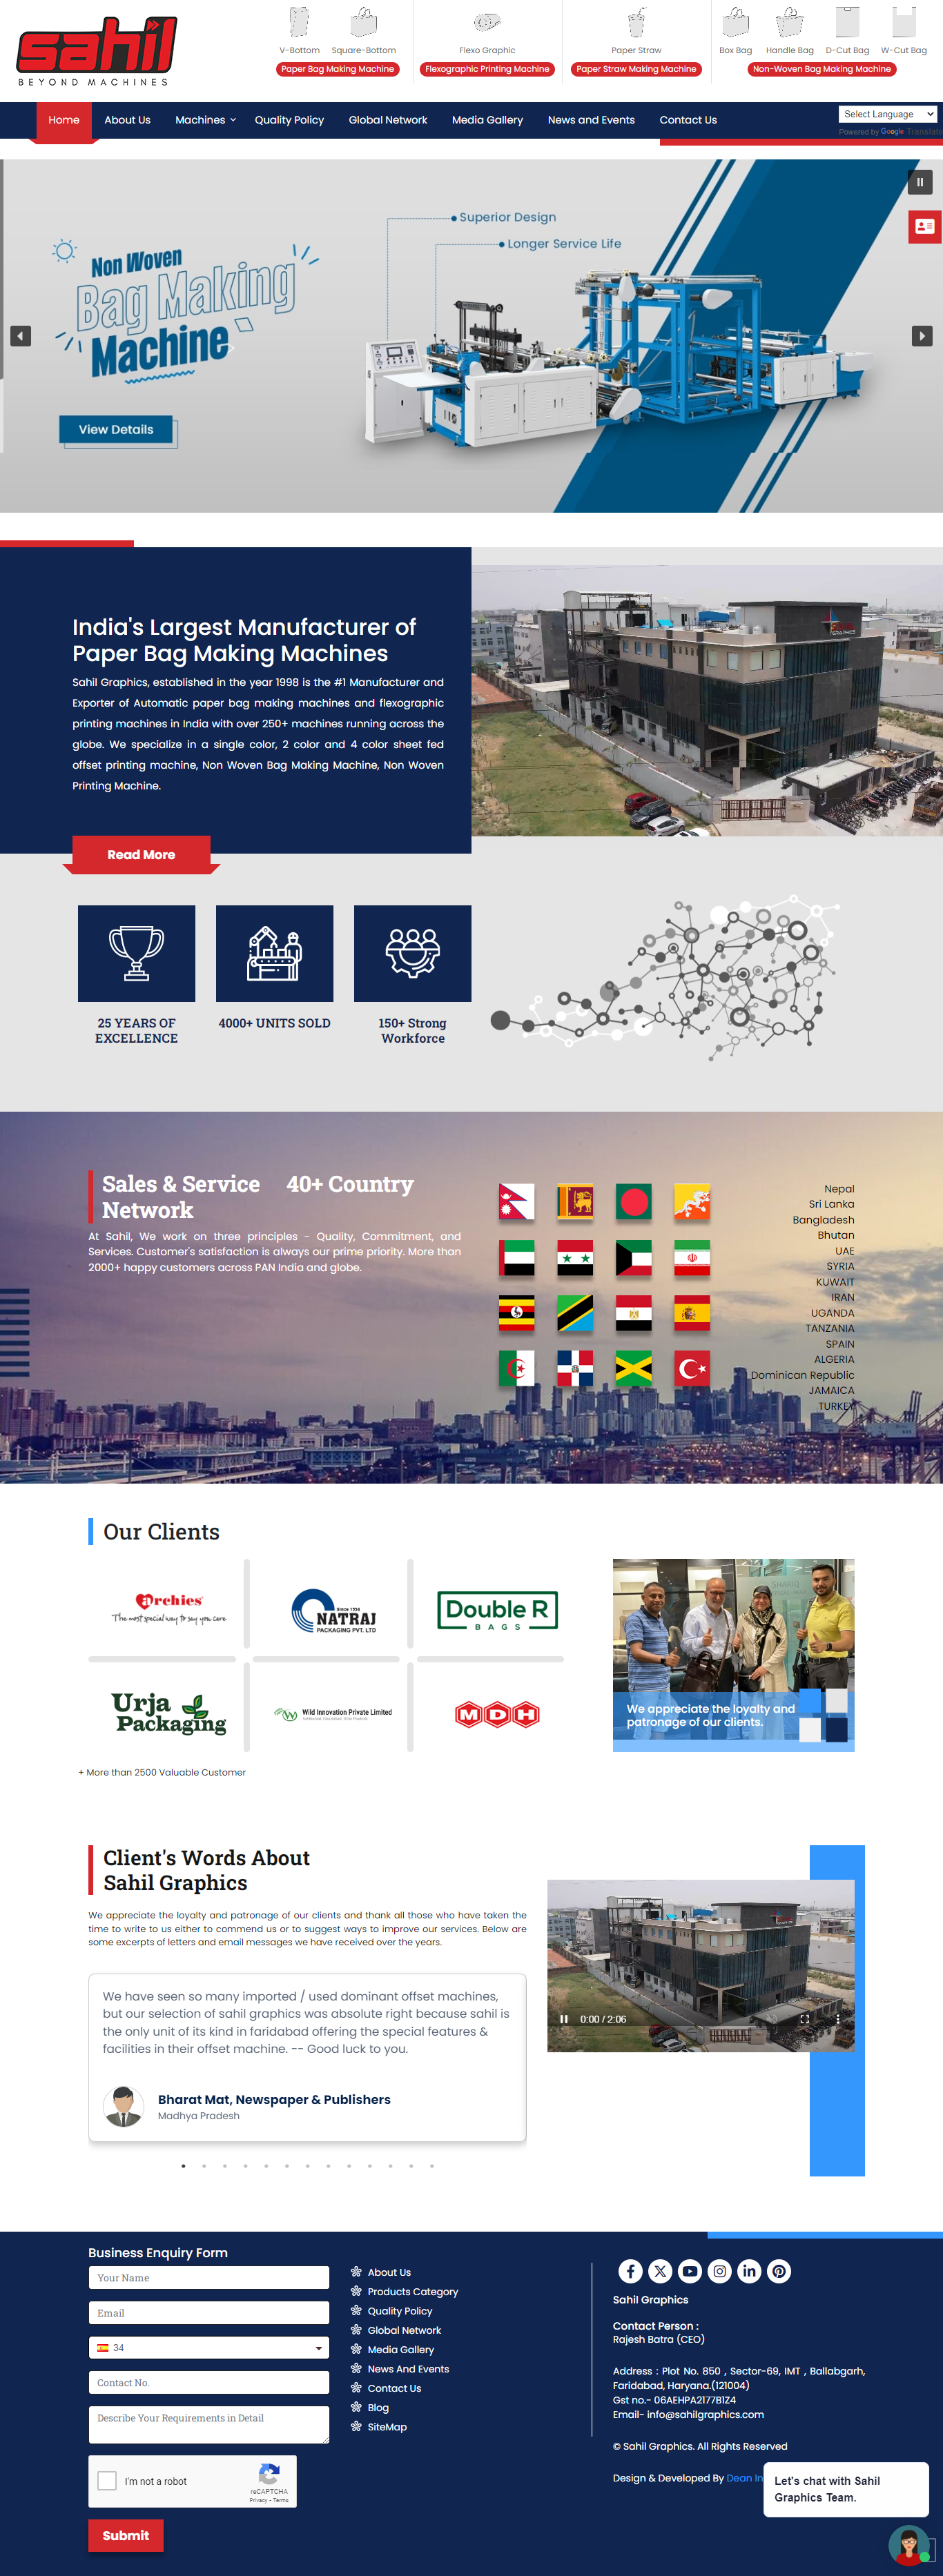 sahil
BEYOND MACHINES
V-Bottom Square-Bottom
Paper Bag Making Machine
Flexo Graphic
Flexographic Printing Machine
Paper Straw
Paper Straw Making Machine
Box Bag Handle Bag D-Cut Bag W-Cut Bag
Non-Woven Bag Making Machine
Home About Us Machines Quality Policy Global Network Media Gallery News and Events Contact Us
Select Language
Powered by Google Translate
Superior Design
Longer Service Life
Non Woven
Bag Making
Machine
View Details
India's Largest Manufacturer of
Paper Bag Making Machines
Sahil Graphics, established in the year 1998 is the #1 Manufacturer and
Exporter of Automatic paper bag making machines and flexographic
printing machines in India with over 250+ machines running across the
globe. We specialize in a single color, 2 color and 4 color sheet fed
offset printing machine, Non Woven Bag Making Machine, Non Woven
Printing Machine.
Read More
25 YEARS OF
EXCELLENCE
4000+ UNITS SOLD
150+ Strong
Workforce
Sales & Service
Network
40+ Country
At Sahil, We work on three principles - Quality, Commitment, and
Services. Customer's satisfaction is always our prime priority. More than
2000+ happy customers across PAN India and globe.
Nepal
Sri Lanka
Bangladesh
Bhutan
UAE
SYRIA
KUWAIT
IRAN
UGANDA
TANZANIA
SPAIN
ALGERIA
Dominican Republic
JAMAICA
TURKEY
Our Clients
archies
The most special way to say you care
Since 1994
NATRAJ
PACKAGING PVT. LTD
Double R
BAGS
Urja
Packaging
Wild Innovation Private Limited
MDH
We appreciate the loyalty and
patronage of our clients.
+ More than 2500 Valuable Customer
Client's Words About
Sahil Graphics
We appreciate the loyalty and patronage of our clients and thank all those who have taken the
time to write to us either to commend us or to suggest ways to improve our services. Below are
some excerpts of letters and email messages we have received over the years.
We have seen so many imported / used dominant offset machines,
but our selection of sahil graphics was absolute right because sahil is
the only unit of its kind in faridabad offering the special features &
facilities in their offset machine. -- Good luck to you.
Bharat Mat, Newspaper & Publishers
Madhya Pradesh
0:00 / 2:06
Business Enquiry Form
Your Name
Email
34
Contact No.
Describe Your Requirements in Detail
I'm not a robot
reCAPTCHA
Privacy - Terms
Submit
About Us
Products Category
Quality Policy
Global Network
Media Gallery
News And Events
Contact Us
Blog
SiteMap
Sahil Graphics
Contact Person :
Rajesh Batra (CEO)
Address : Plot No. 850 , Sector-69, IMT , Ballabgarh,
Faridabad, Haryana.(121004)
Gst no.- 06AEHPA2177B1Z4
Email- info@sahilgraphics.com
© Sahil Graphics. All Rights Reserved
Design & Developed By Dean In
Let's chat with Sahil
Graphics Team.